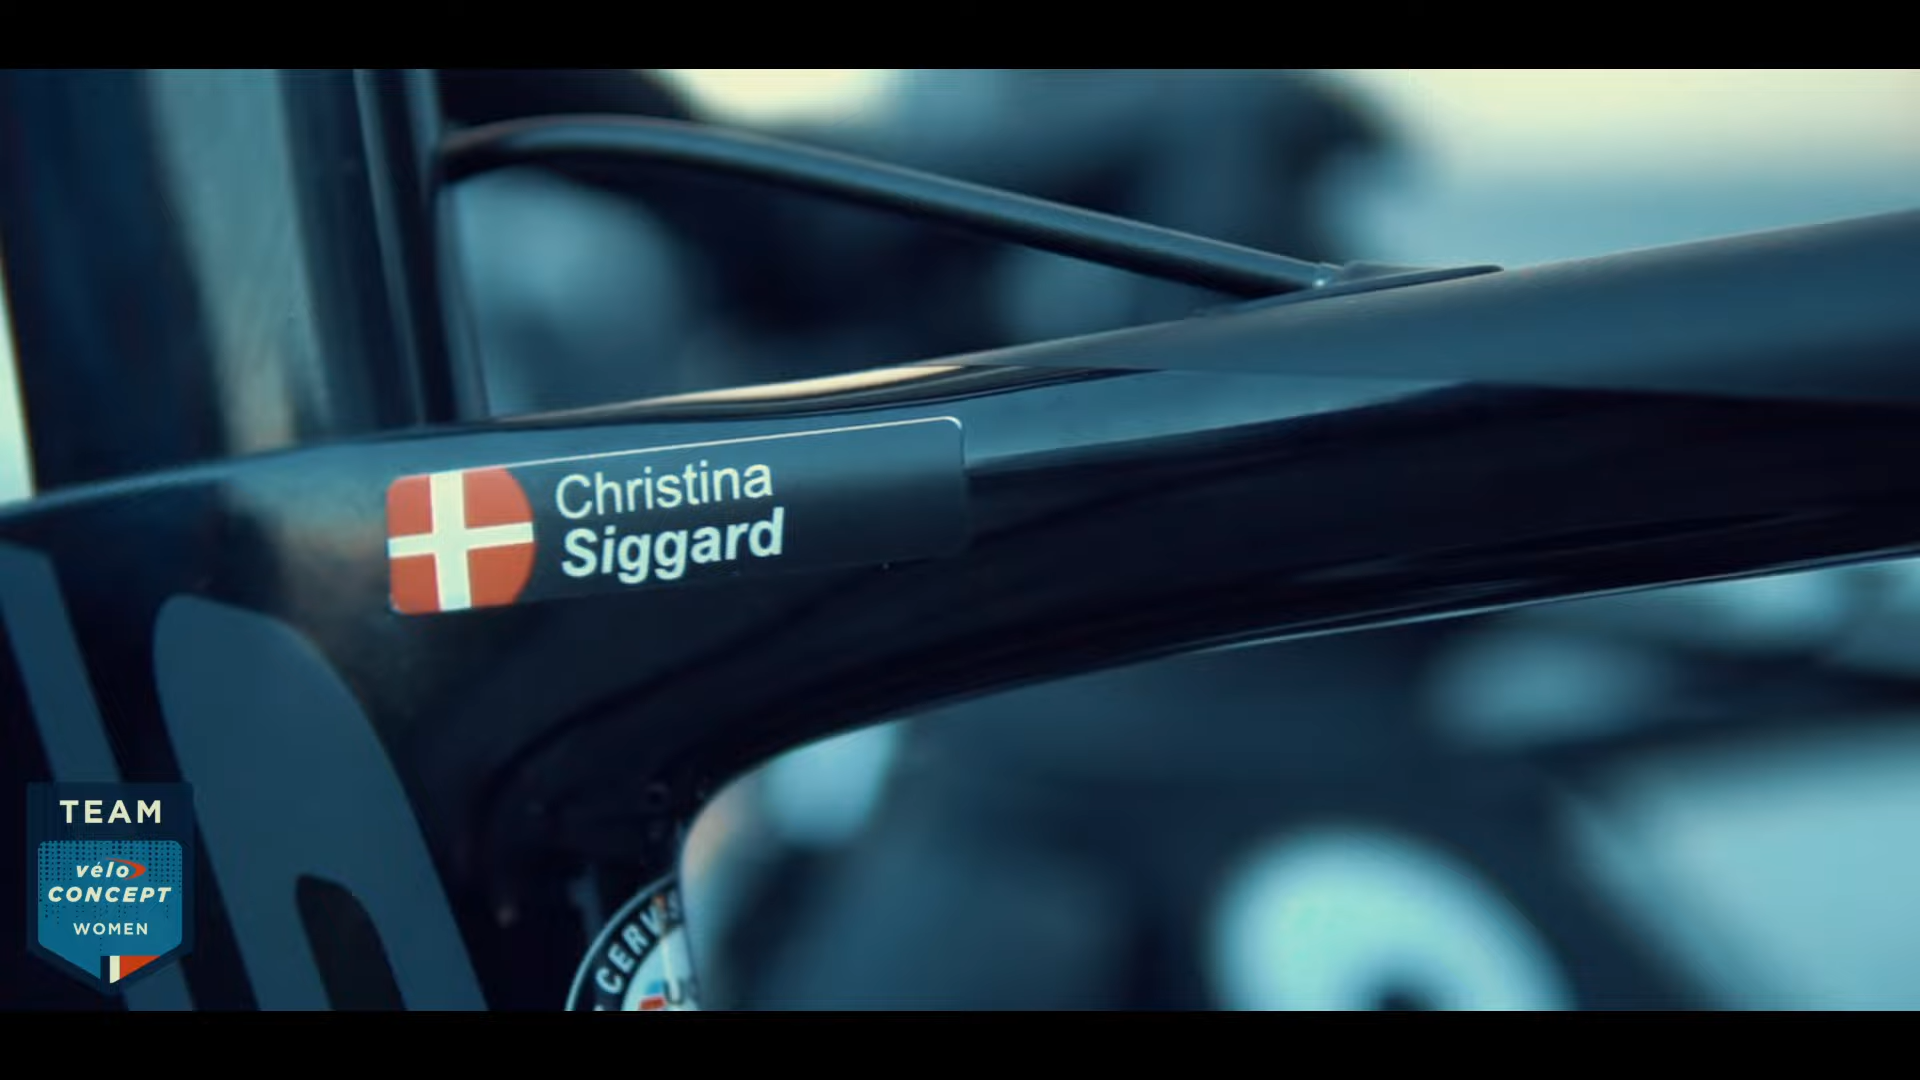 Christina
Siggard
TEAM
vélo
CONCEPT
WOMEN